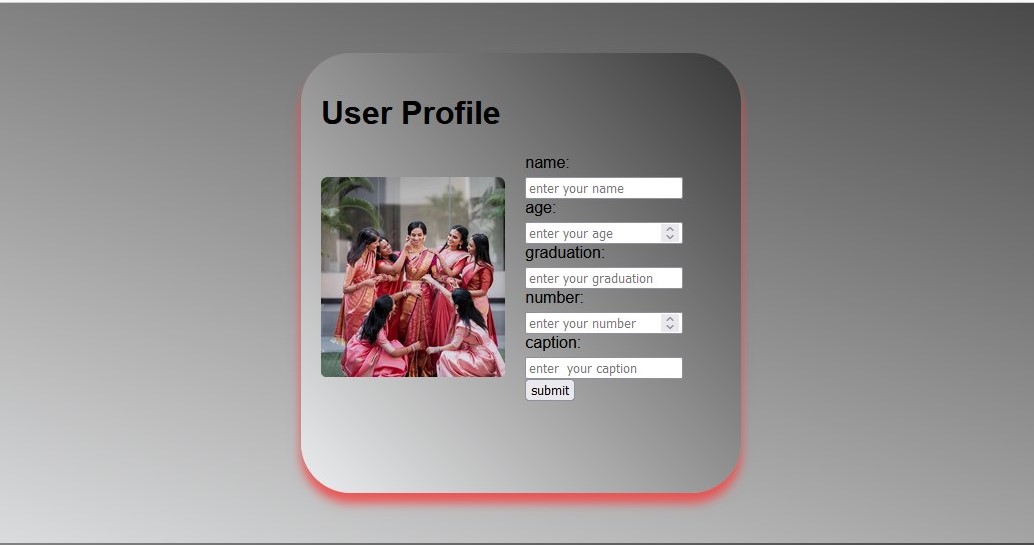 User Profile
name:
enter your name
age:
enter your age
graduation:
enter your graduation
number:
enter your number
caption:
enter  your caption
submit